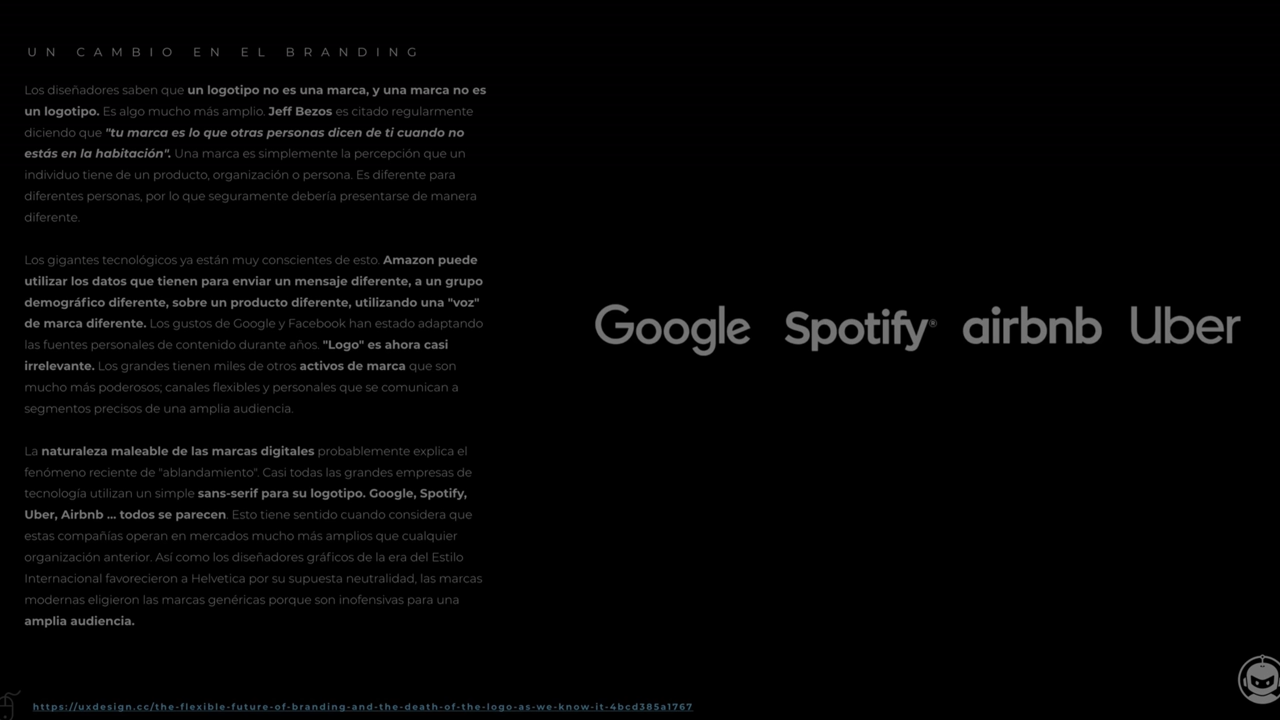 UN CAMBIO EN EL BRANDING
Los diseñadores saben que un logotipo no es una marca, y una marca no es
un logotipo. Es algo mucho más amplio. Jeff Bezos es citado regularmente
diciendo que "tu marca es lo que otras personas dicen de ti cuando no
estás en la habitación". Una marca es simplemente la percepción que un
individuo tiene de un producto, organización o persona. Es diferente para
diferentes personas, por lo que seguramente debería presentarse de manera
diferente.
Los gigantes tecnológicos ya están muy conscientes de esto. Amazon puede
utilizar los datos que tienen para enviar un mensaje diferente, a un grupo
demográfico diferente, sobre un producto diferente, utilizando una "voz"
de marca diferente. Los gustos de Google y Facebook han estado adaptando
las fuentes personales de contenido durante años. "Logo" es ahora casi
irrelevante. Los grandes tienen miles de otros activos de marca que son
mucho más poderosos; canales flexibles y personales que se comunican a
segmentos precisos de una amplia audiencia.
La naturaleza maleable de las marcas digitales probablemente explica el
fenómeno reciente de "ablandamiento". Casi todas las grandes empresas de
tecnología utilizan un simple sans-serif para su logotipo. Google, Spotify,
Uber, Airbnb ... todos se parecen. Esto tiene sentido cuando considera que
estas compañías operan en mercados mucho más amplios que cualquier
organización anterior. Así como los diseñadores gráficos de la era del Estilo
Internacional favorecieron a Helvetica por su supuesta neutralidad, las marcas
modernas eligieron las marcas genéricas porque son inofensivas para una
amplia audiencia.
Google Spotify® airbnb Uber
https://uxdesign.cc/the-flexible-future-of-branding-and-the-death-of-the-logo-as-we-know-it-4bcd385a1767